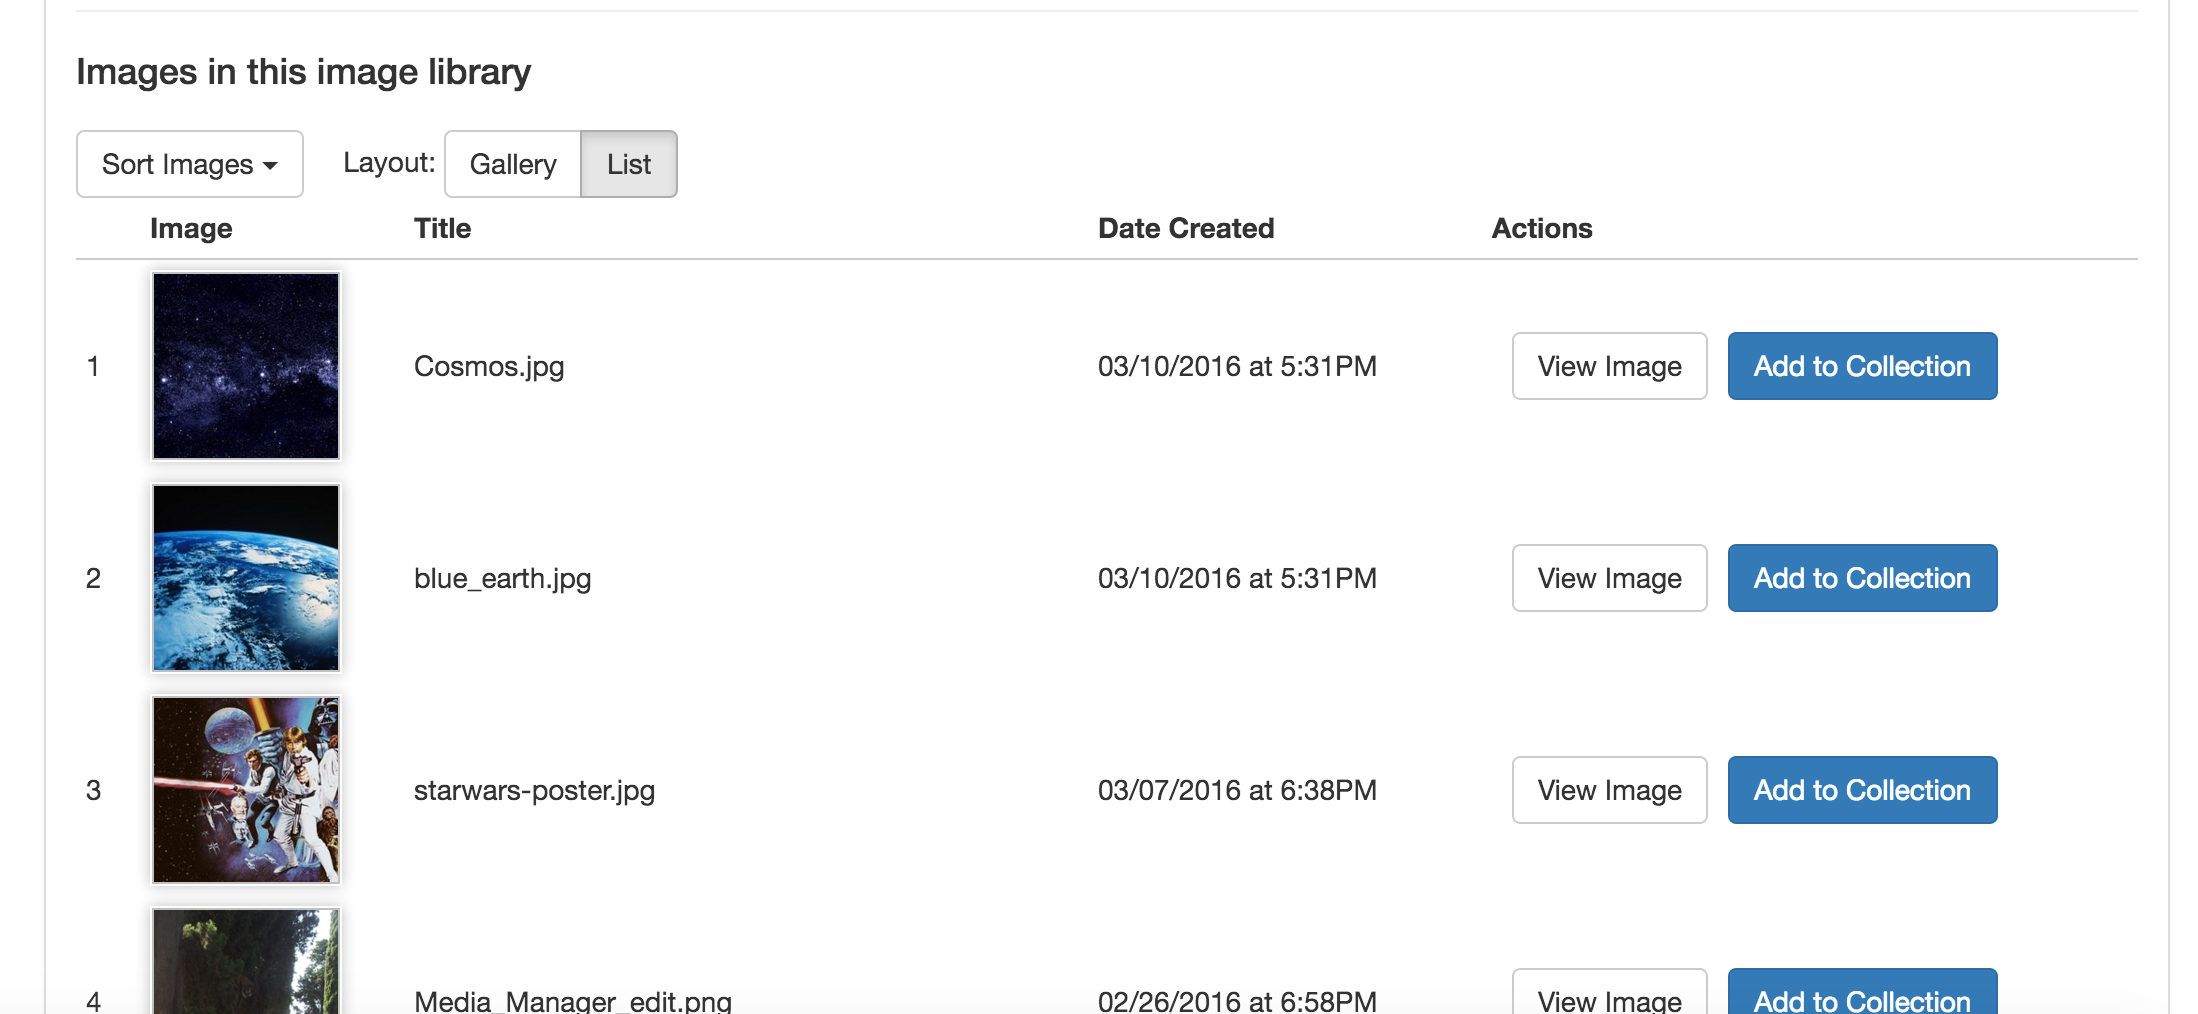 Images in this image library
Sort Images Layout: Gallery List
Image Title Date Created Actions
1 Cosmos.jpg 03/10/2016 at 5:31PM View Image Add to Collection
2 blue_earth.jpg 03/10/2016 at 5:31PM View Image Add to Collection
3 starwars-poster.jpg 03/07/2016 at 6:38PM View Image Add to Collection
4 Media_Manager_edit.png 02/26/2016 at 6:58PM View Image Add to Collection